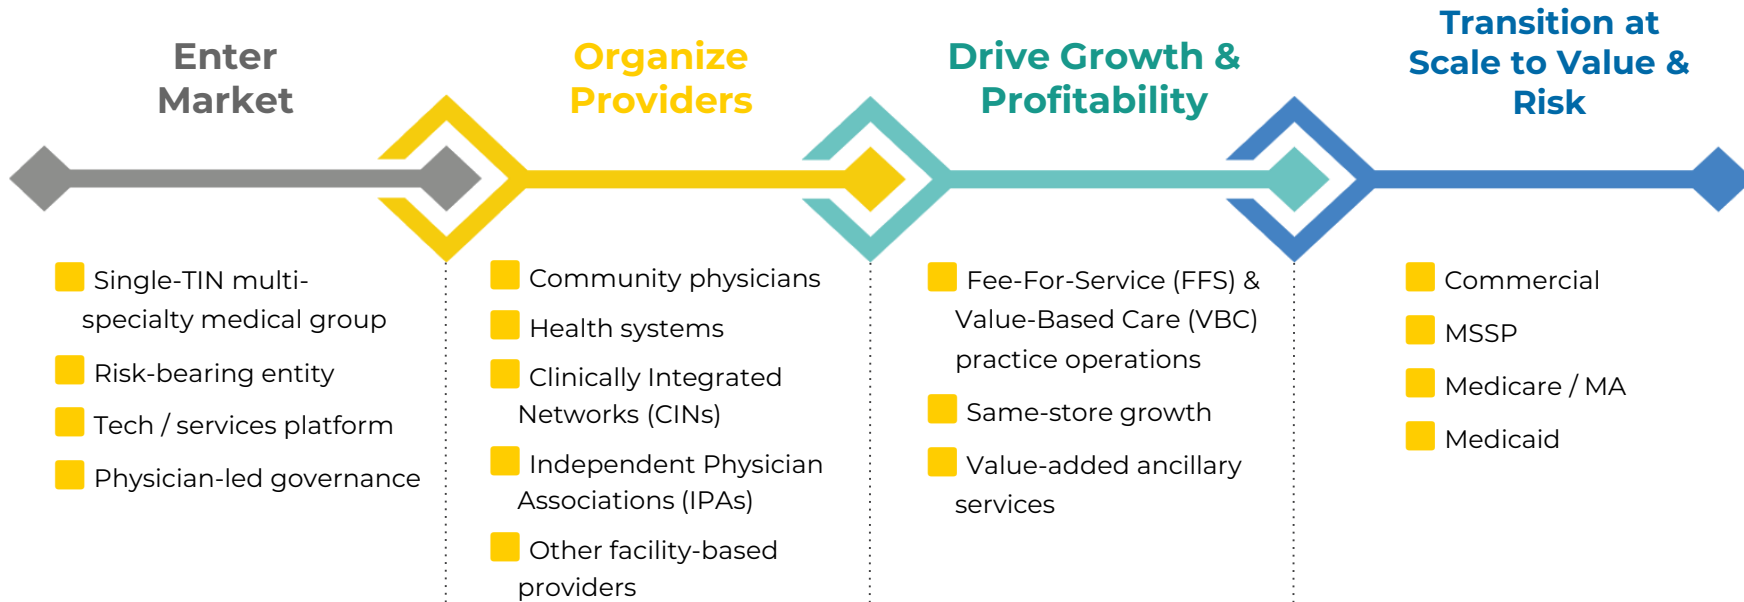 Enter
Market
Single-TIN multi-
specialty medical group
Risk-bearing entity
Tech / services platform
Physician-led governance
Organize
Providers
Community physicians
Health systems
Clinically Integrated
Networks (CINs)
Independent Physician
Associations (IPAs)
Other facility-based
providers
Drive Growth &
Profitability
Fee-For-Service (FFS) &
Value-Based Care (VBC)
practice operations
Same-store growth
Value-added ancillary
services
Transition at
Scale to Value &
Risk
Commercial
MSSP
Medicare / MA
Medicaid